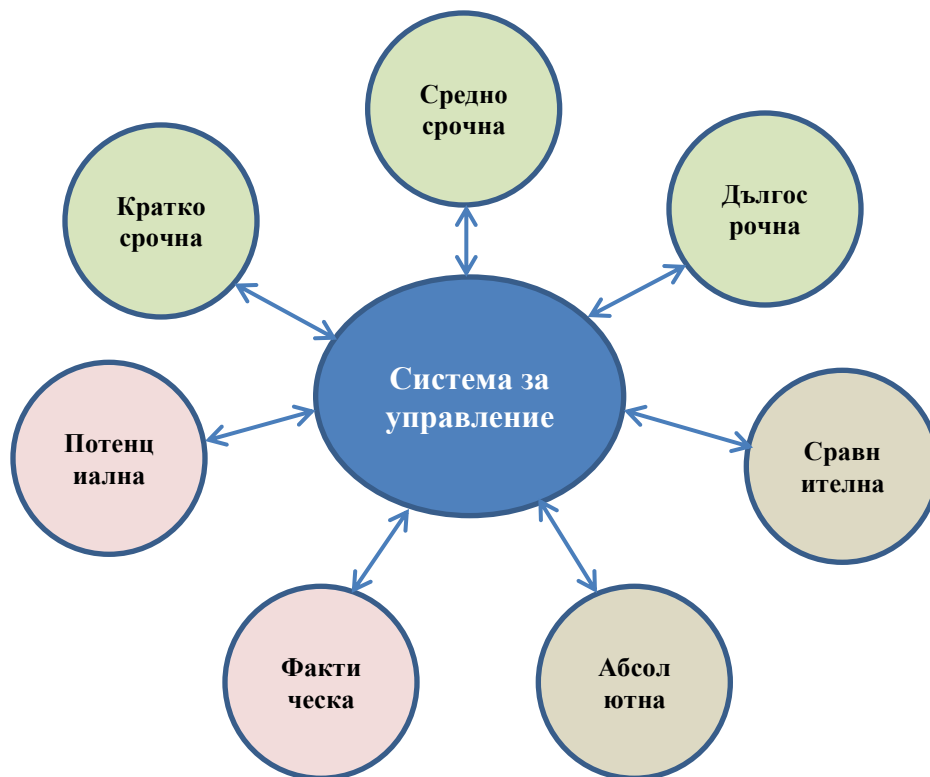 Средно
срочна
Кратко
срочна
Дългос
рочна
Система за
управление
Потенц
иална
Сравн
ителна
Факти
ческа
Абсол
ютна